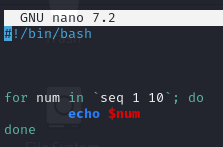 GNU nano 7.2
#!/bin/bash
for num in `seq 1 10`; do
echo $num
done